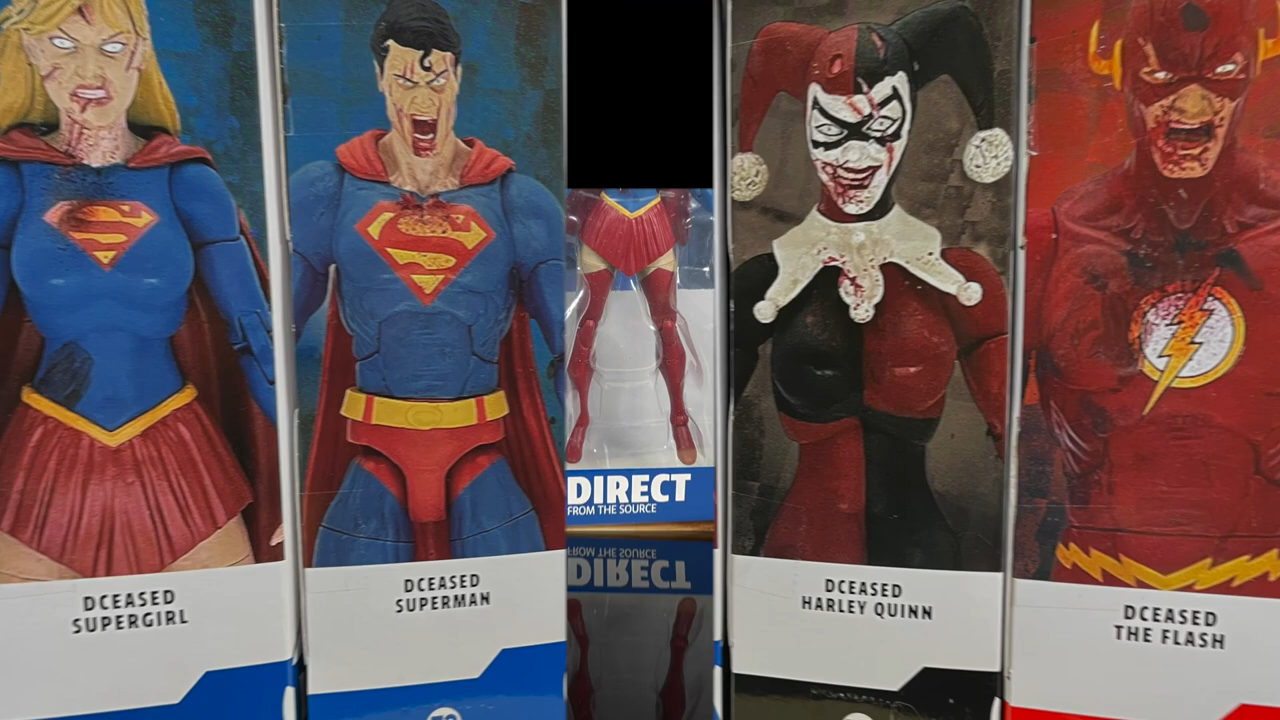 DCEASED
SUPERGIRL
DCEASED
SUPERMAN
DIRECT
FROM THE SOURCE
FROM THE SOURCE
DIRECT
DCEASED
HARLEY QUINN
DCEASED
THE FLASH